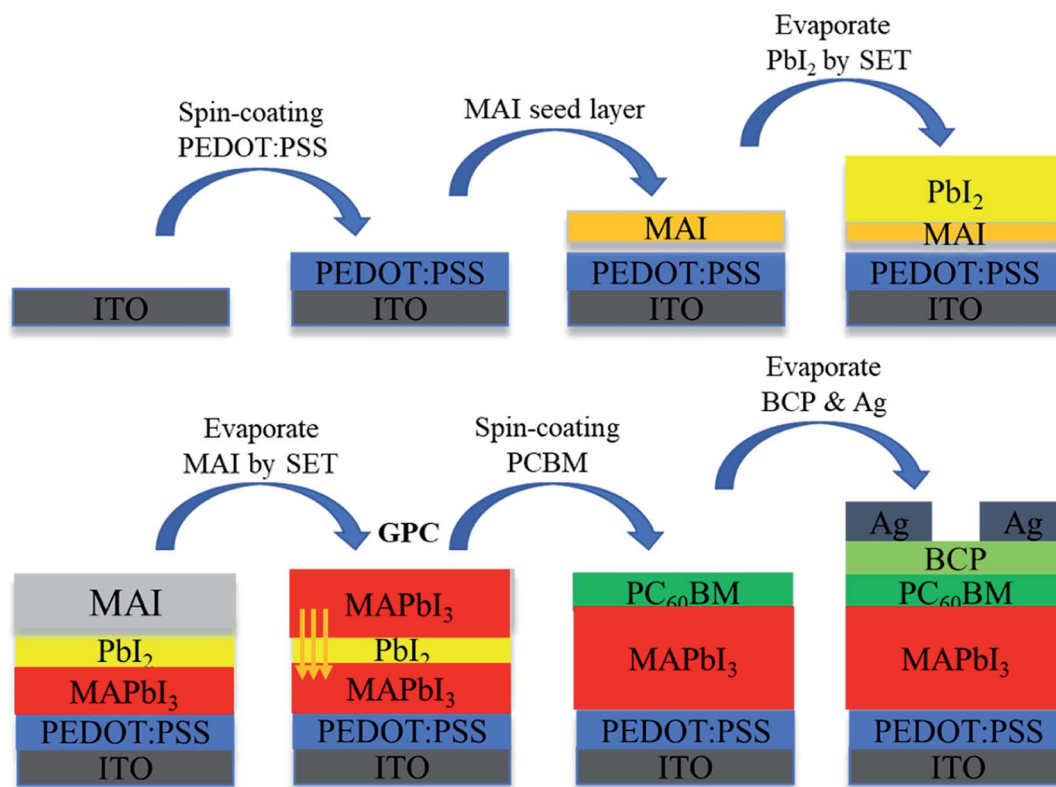 Spin-coating
PEDOT:PSS
MAI seed layer
Evaporate
PbI₂ by SET
ITO
PEDOT:PSS
ITO
MAI
PEDOT:PSS
ITO
PbI₂
MAI
PEDOT:PSS
ITO
Evaporate
MAI by SET
Spin-coating
PCBM
Evaporate
BCP & Ag
MAI
PbI₂
MAPbI₃
PEDOT:PSS
ITO
GPC
MAPbI₃
PbI₂
MAPbI₃
PEDOT:PSS
ITO
PC₆₀BM
MAPbI₃
PEDOT:PSS
ITO
Ag Ag
BCP
PC₆₀BM
MAPbI₃
PEDOT:PSS
ITO